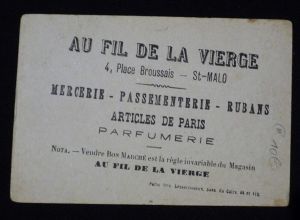 AU FIL DE LA VIERGE
4, Place Broussais — St-MALO
MERCERIE - PASSEMENTERIE - RUBANS
ARTICLES DE PARIS
PARFUMERIE
NOTA. — Vendre BON MARCHÉ est la règle invariable du Magasin
AU FIL DE LA VIERGE